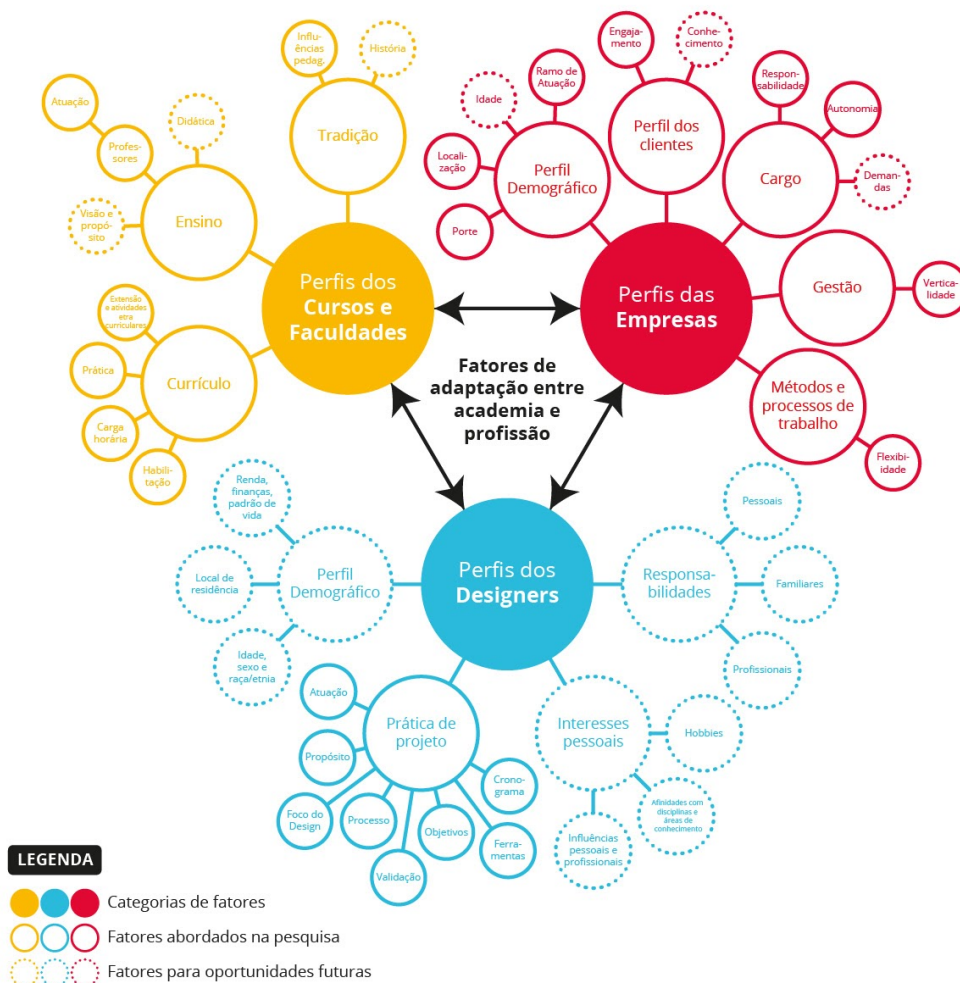 Influ-
ências
pedag.
História
Tradição
Atuação
Profes-
sores
Didática
Visão e
propó-
sito
Ensino
Extensão
e atividades
etra
curriculares
Prática
Carga
horária
Habili-
tação
Currículo
Perfis dos
Cursos e
Faculdades
Engaja-
mento
Conhe-
cimento
Perfil dos
clientes
Idade
Ramo de
Atuação
Locali-
zação
Porte
Perfil
Demográfico
Respon-
sabilidade
Autonomia
Deman-
das
Cargo
Gestão
Vertica-
lidade
Métodos e
processos de
trabalho
Flexibi-
idade
Perfis das
Empresas
Fatores de
adaptação entre
academia e
profissão
Perfis dos
Designers
Renda,
finanças,
padrão de
vida
Local de
residência
Idade,
sexo e
raça/etnia
Perfil
Demográfico
Responsa-
bilidades
Pessoais
Familiares
Profissionais
Prática de
projeto
Atuação
Propósito
Foco do
Design
Processo
Validação
Objetivos
Ferra-
mentas
Crono-
grama
Interesses
pessoais
Hobbies
Afinidades com
disciplinas e
áreas de
conhecimento
Influências
pessoais e
profissionais
LEGENDA
Categorias de fatores
Fatores abordados na pesquisa
Fatores para oportunidades futuras